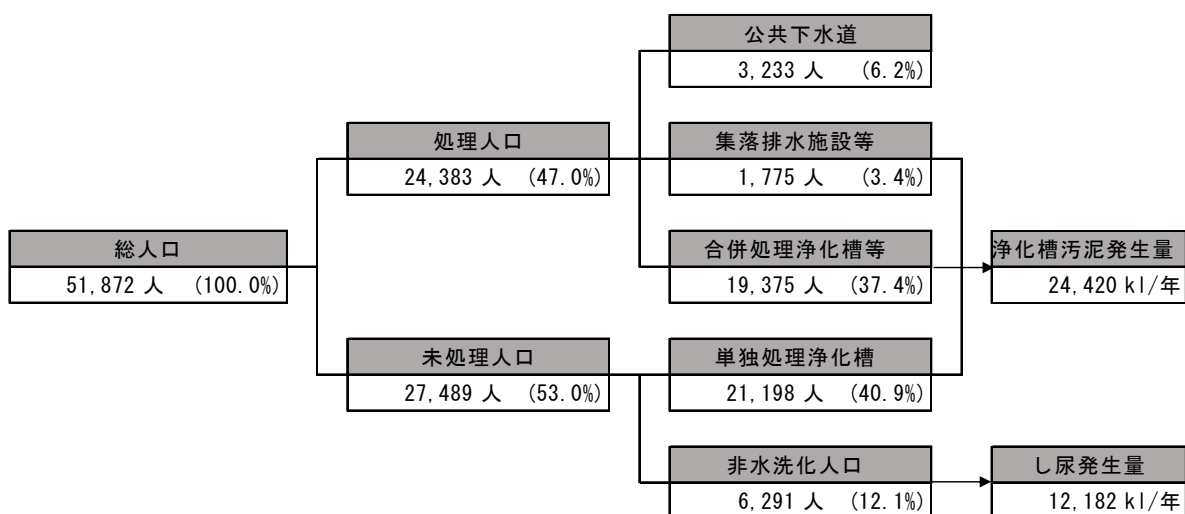 公共下水道
3,233 人 (6.2%)
処理人口
24,383 人 (47.0%)
集落排水施設等
1,775 人 (3.4%)
総人口
51,872 人 (100.0%)
合併処理浄化槽等
19,375 人 (37.4%)
浄化槽汚泥発生量
24,420 kl/年
未処理人口
27,489 人 (53.0%)
単独処理浄化槽
21,198 人 (40.9%)
非水洗化人口
6,291 人 (12.1%)
し尿発生量
12,182 kl/年